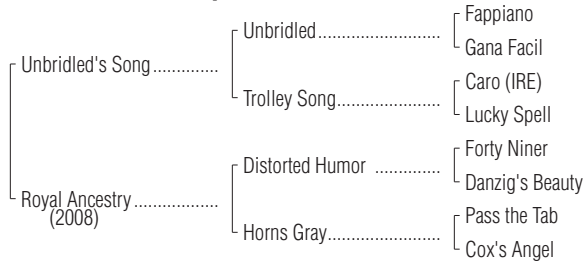 Fappiano
Unbridled
Gana Facil
Unbridled's Song
Caro (IRE)
Trolley Song
Lucky Spell
Forty Niner
Distorted Humor
Danzig's Beauty
Royal Ancestry
(2008)
Pass the Tab
Horns Gray
Cox's Angel